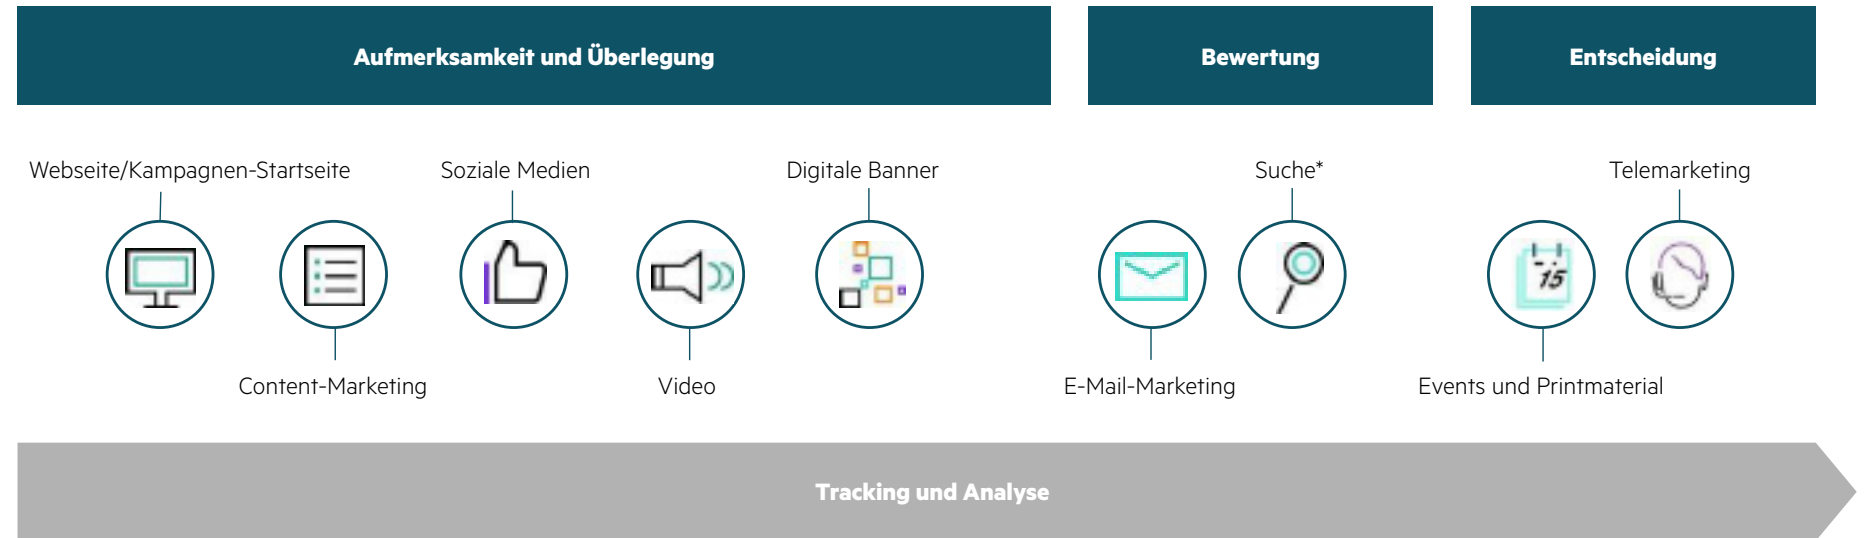 Aufmerksamkeit und Überlegung
Bewertung
Entscheidung
Webseite/Kampagnen-Startseite
Soziale Medien
Digitale Banner
Suche*
Telemarketing
15
Content-Marketing
Video
E-Mail-Marketing
Events und Printmaterial
Tracking und Analyse